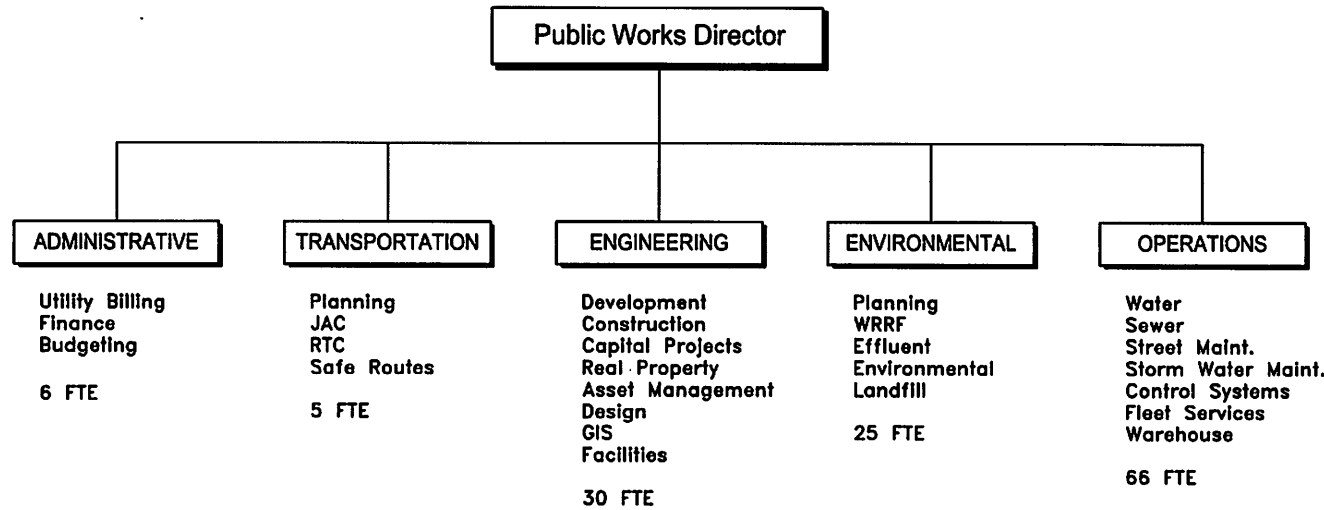 Public Works Director
ADMINISTRATIVE
Utility Billing
Finance
Budgeting
6 FTE
TRANSPORTATION
Planning
JAC
RTC
Safe Routes
5 FTE
ENGINEERING
Development
Construction
Capital Projects
Real Property
Asset Management
Design
GIS
Facilities
30 FTE
ENVIRONMENTAL
Planning
WRRF
Effluent
Environmental
Landfill
25 FTE
OPERATIONS
Water
Sewer
Street Maint.
Storm Water Maint.
Control Systems
Fleet Services
Warehouse
66 FTE